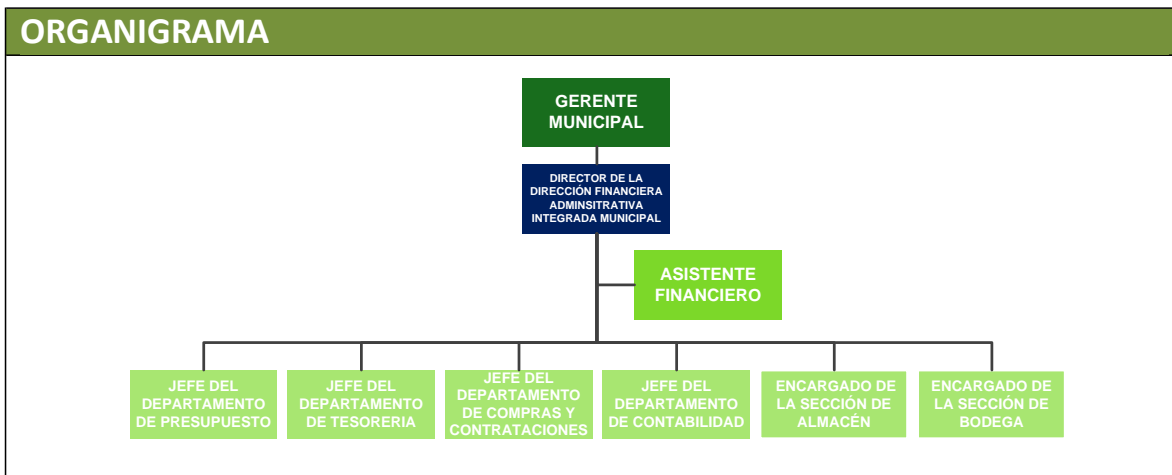 ORGANIGRAMA
GERENTE
MUNICIPAL
DIRECTOR DE LA
DIRECCIÓN FINANCIERA
ADMINSITRATIVA
INTEGRADA MUNICIPAL
ASISTENTE
FINANCIERO
JEFE DEL
DEPARTAMENTO
DE PRESUPUESTO
JEFE DEL
DEPARTAMENTO
DE TESORERIA
JEFE DEL
DEPARTAMENTO
DE COMPRAS Y
CONTRATACIONES
JEFE DEL
DEPARTAMENTO
DE CONTABILIDAD
ENCARGADO DE
LA SECCIÓN DE
ALMACÉN
ENCARGADO DE
LA SECCIÓN DE
BODEGA